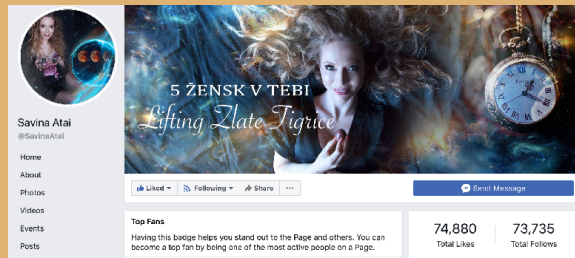 5 ŽENSK V TEBI
Lifting Zlate Tigrice
Savina Atai
@SavinaAtai
Home
About
Photos
Videos
Events
Posts
Liked
Following
Share
Send Message
Top Fans
Having this badge helps you stand out to the Page and others. You can
become a top fan by being one of the most active people on a Page.
74,880
Total Likes
73,735
Total Follows